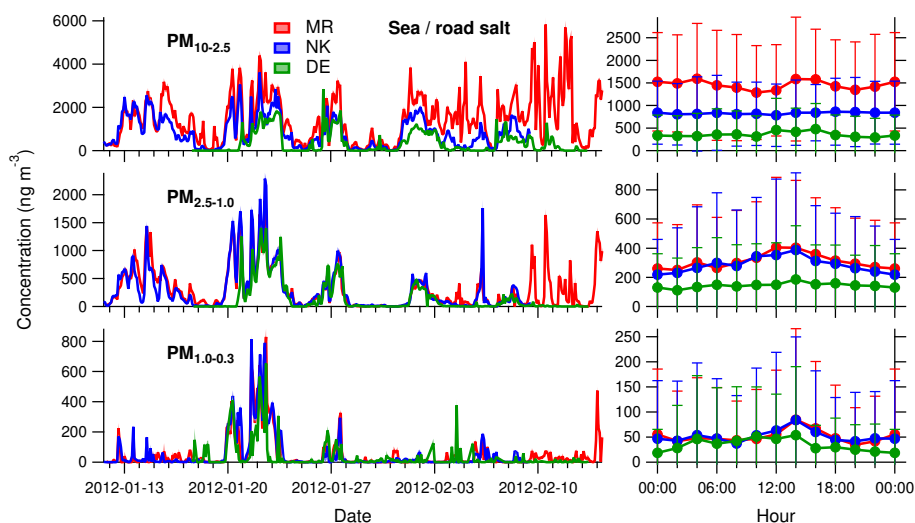 Sea / road salt
MR
NK
DE
PM10-2.5
6000
4000
2000
0
2500
2000
1500
1000
500
0
PM2.5-1.0
2000
1500
1000
500
0
800
600
400
200
0
PM1.0-0.3
800
600
400
200
0
250
200
150
100
50
0
Concentration (ng m-3)
2012-01-13 2012-01-20 2012-01-27 2012-02-03 2012-02-10
00:00 06:00 12:00 18:00 00:00
Date
Hour